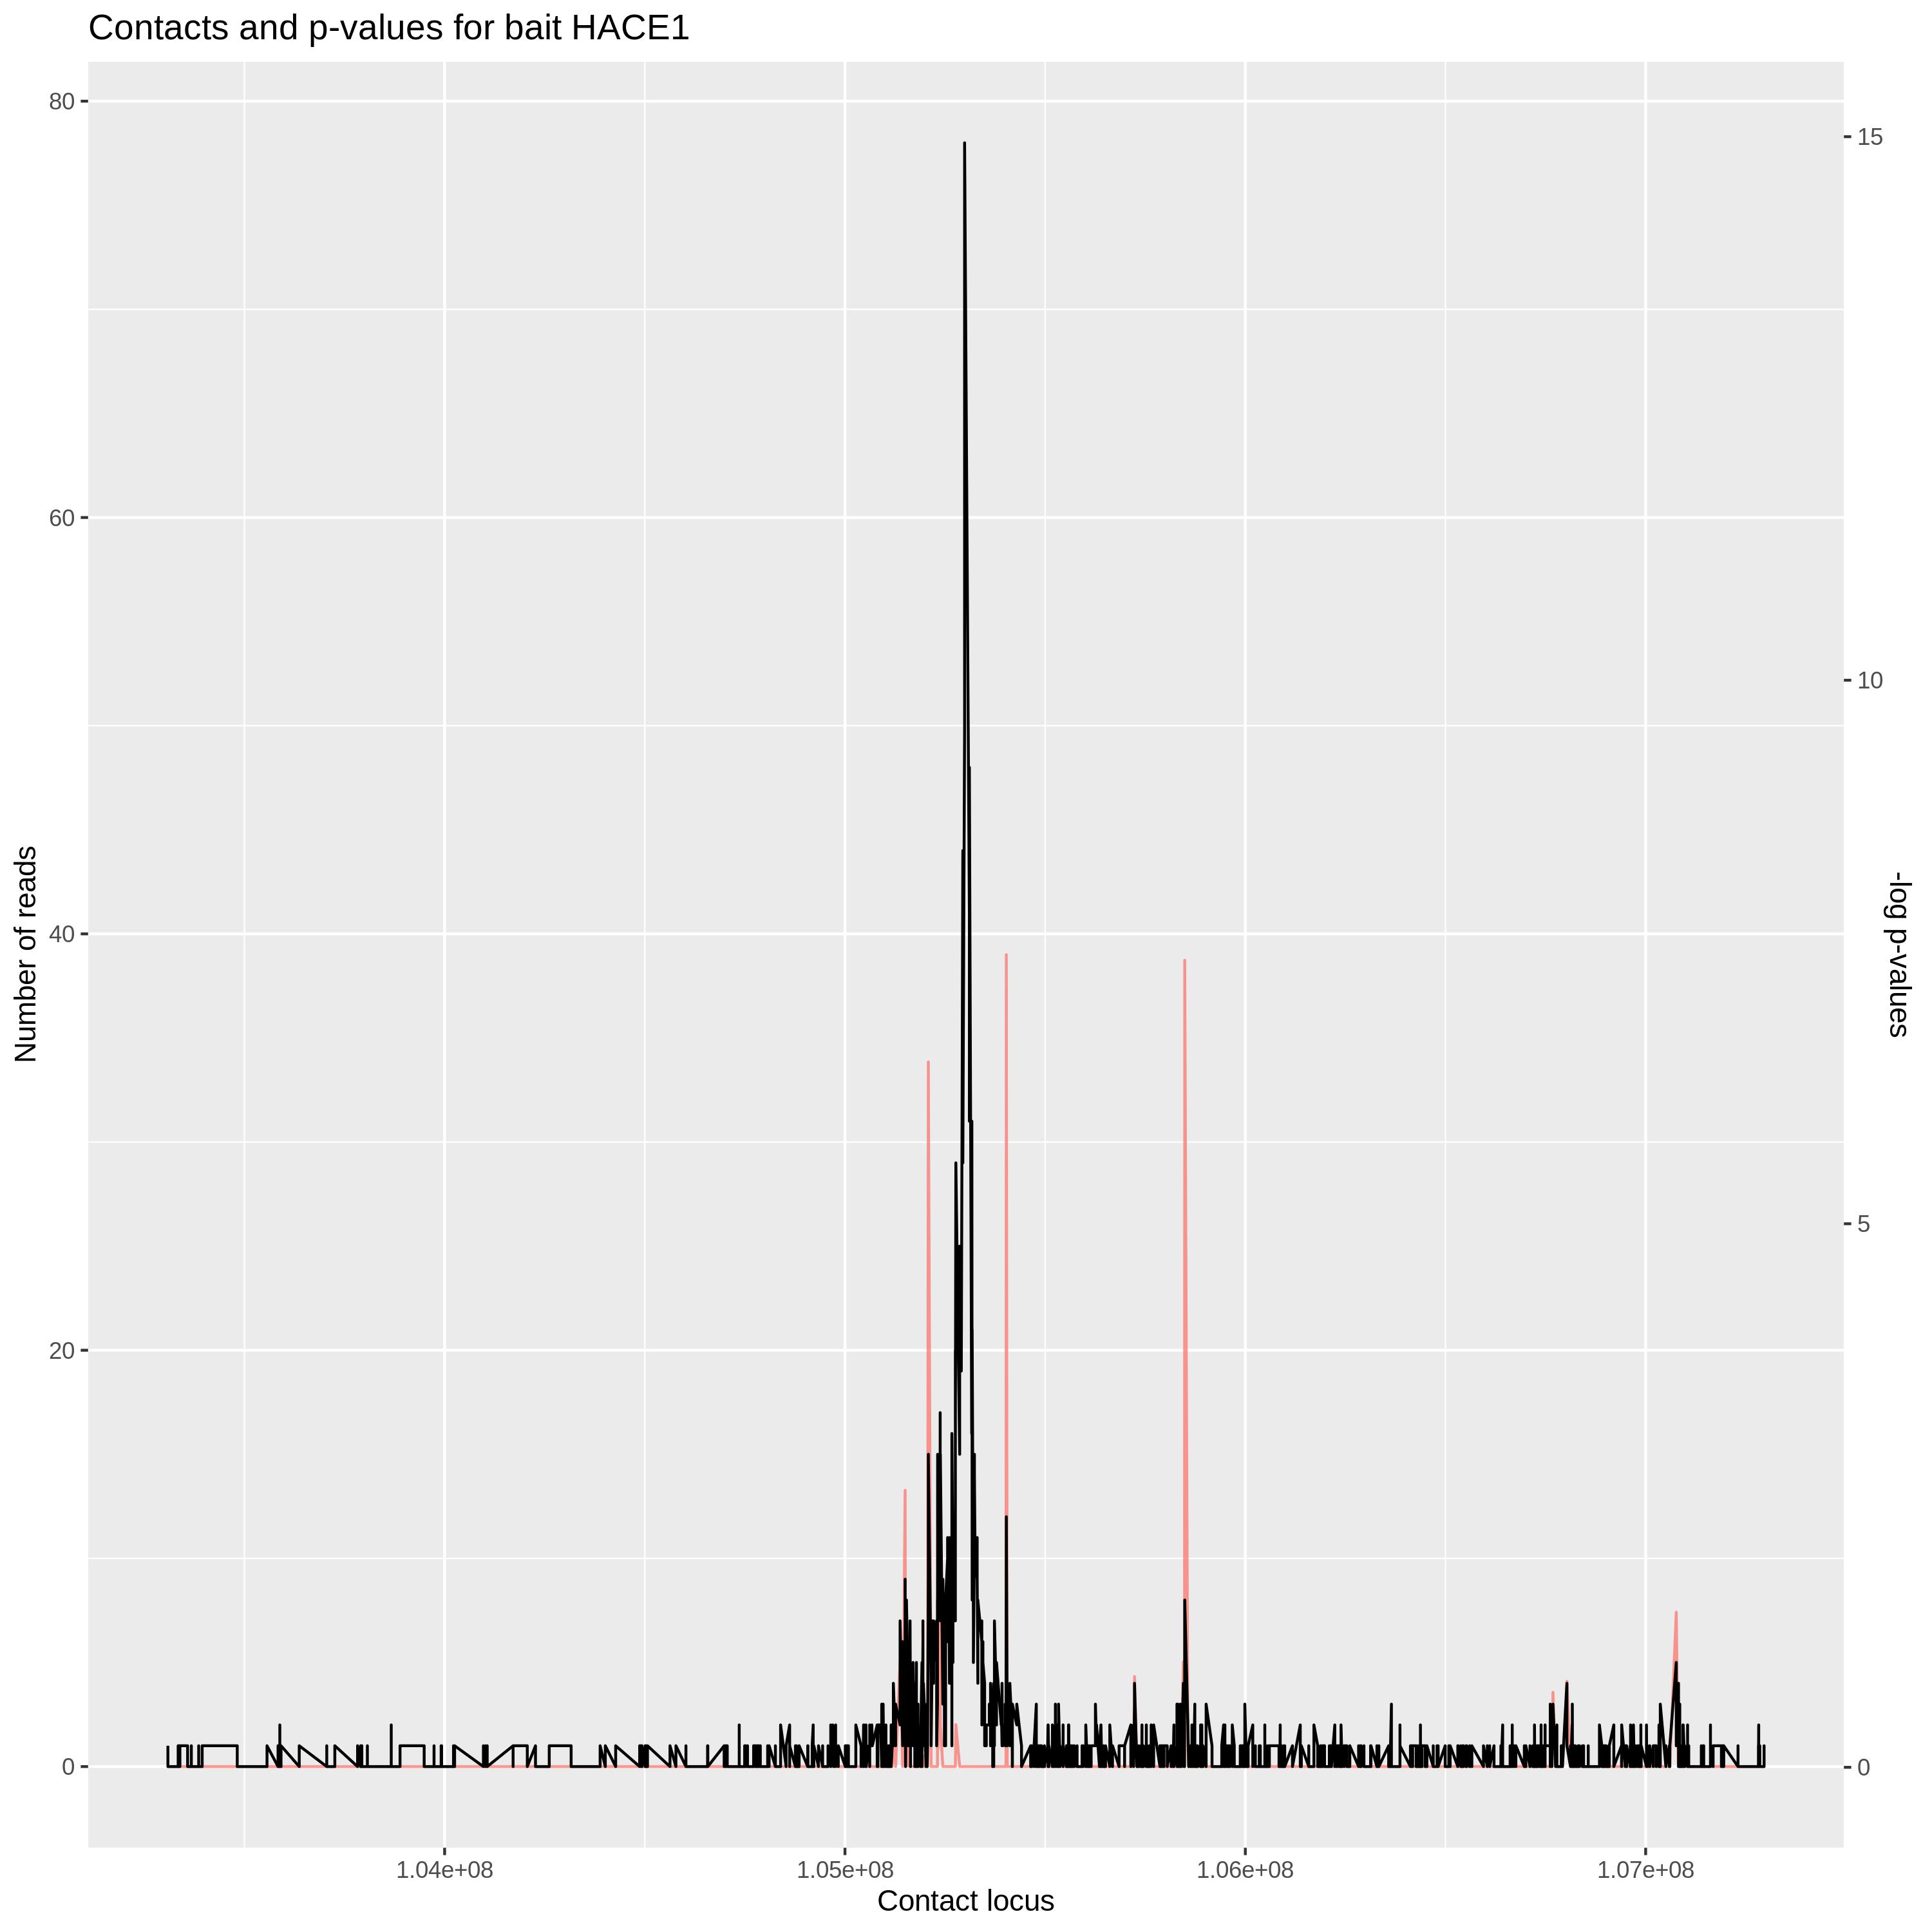 Contacts and p-values for bait HACE1
80
60
40
20
0
15
10
5
0
Number of reads
-log p-values
1.04e+08 1.05e+08 1.06e+08 1.07e+08
Contact locus